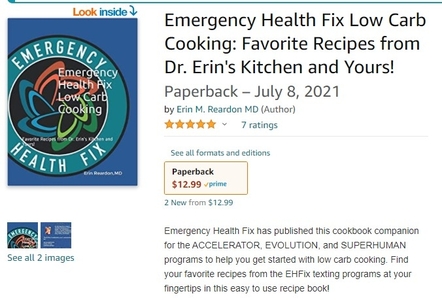 Look inside
EMERGENCY
HEALTH FIX
Emergency
Health Fix
Low Carb
Cooking
Favorite Recipes from Dr. Erin's Kitchen and
Yours!
Erin Reardon, MD
See all 2 images
Emergency Health Fix Low Carb
Cooking: Favorite Recipes from
Dr. Erin's Kitchen and Yours!
Paperback – July 8, 2021
by Erin M. Reardon MD (Author)
7 ratings
See all formats and editions
Paperback
$12.99 prime
2 New from $12.99
Emergency Health Fix has published this cookbook companion
for the ACCELERATOR, EVOLUTION, and SUPERHUMAN
programs to help you get started with low carb cooking. Find
your favorite recipes from the EHFix texting programs at your
fingertips in this easy to use recipe book!